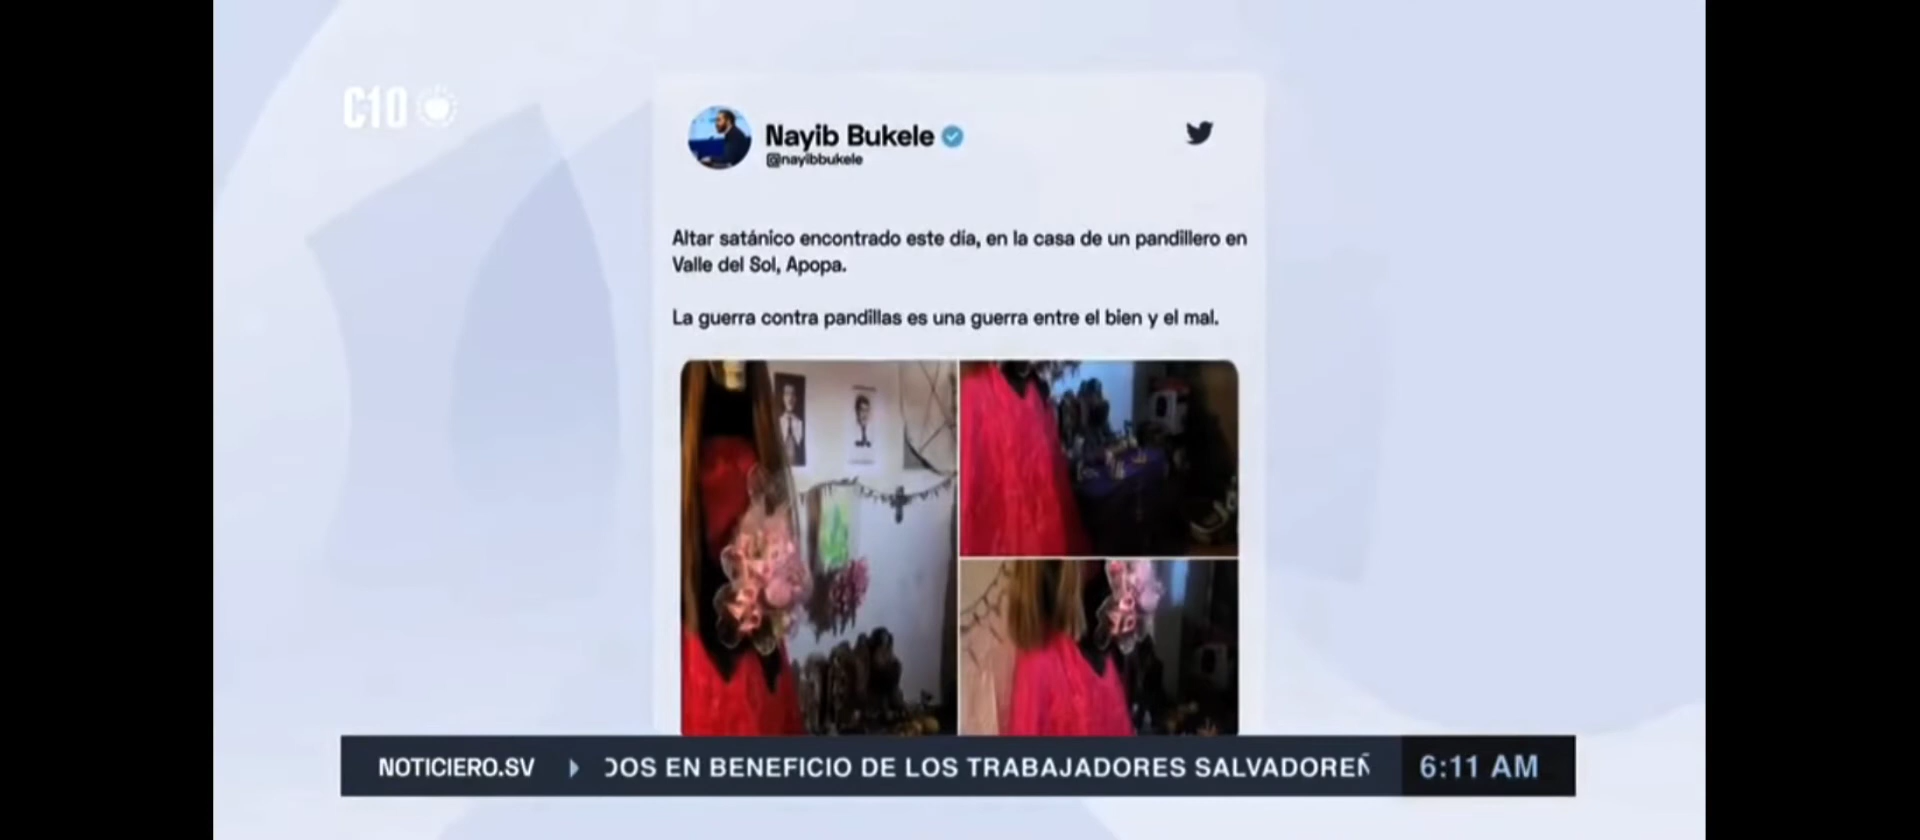 C10
Nayib Bukele
@nayibbukele
Altar satánico encontrado este día, en la casa de un pandillero en
Valle del Sol, Apopa.
La guerra contra pandillas es una guerra entre el bien y el mal.
NOTICIERO.SV
DOS EN BENEFICIO DE LOS TRABAJADORES SALVADOREÑ
6:11 AM